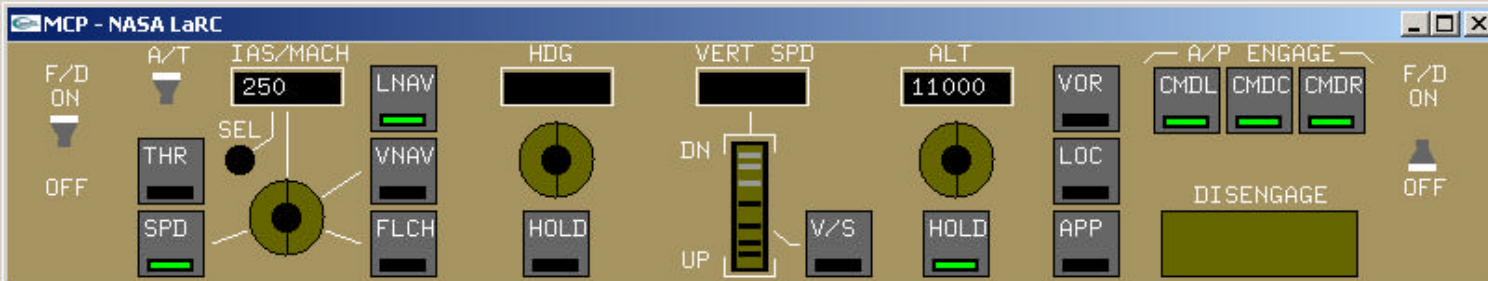 MCP - NASA LaRC
A/T IAS/MACH HDG VERT SPD ALT A/P ENGAGE
F/D
ON
250
LNAV
11000
VOR
CMDL CMDC CMDR
F/D
ON
SEL
THR
VNAV
DN
LOC
OFF
DISENGAGE
OFF
SPD
FLCH
HOLD
UP
V/S
HOLD
APP